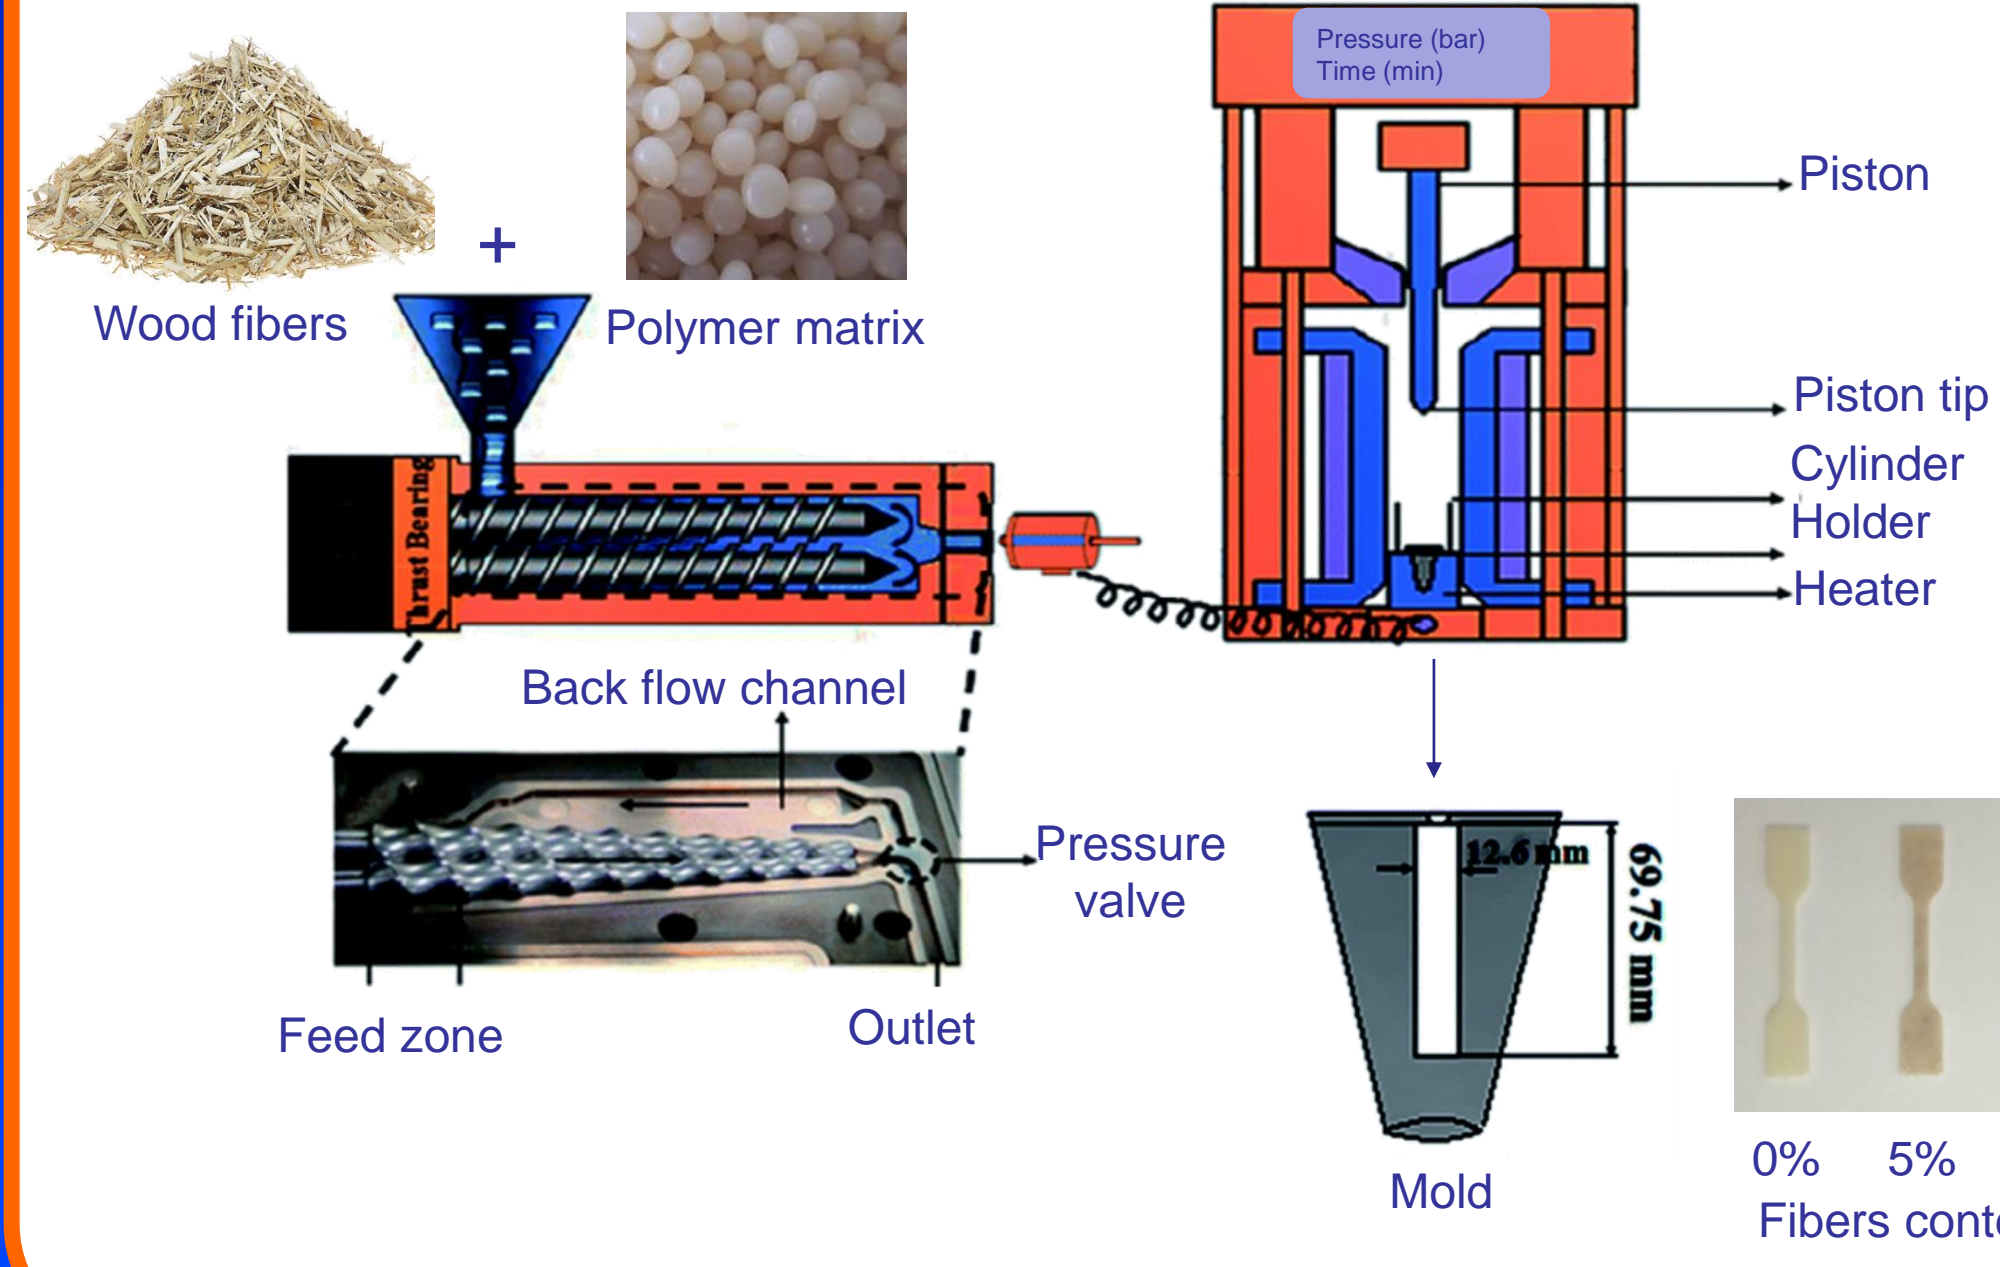 Pressure (bar)
Time (min)
Piston
+
Wood fibers
Polymer matrix
Piston tip
Cylinder
Holder
Heater
Thrust Bearing
Back flow channel
Pressure
valve
12.6 mm
69.75 mm
Feed zone
Outlet
Mold
0% 5%
Fibers